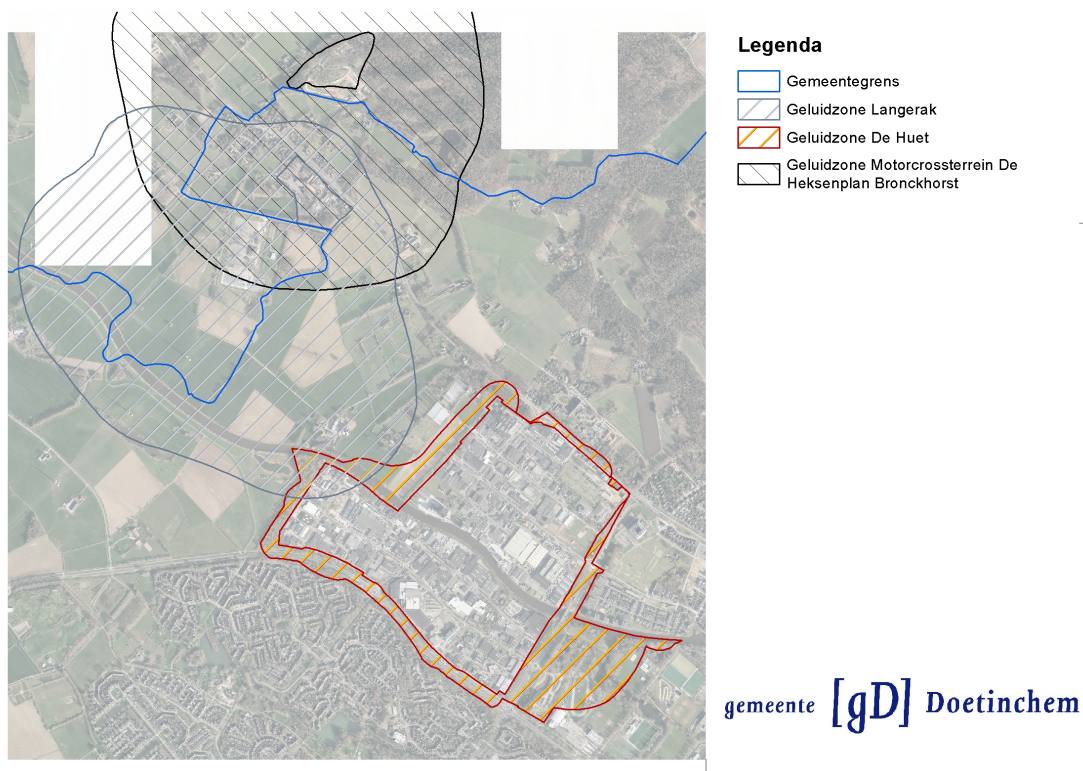 Legenda
Gemeentegrens
Geluidzone Langerak
Geluidzone De Huet
Geluidzone Motorcrossterrein De
Heksenplan Bronckhorst
gemeente [gD] Doetinchem